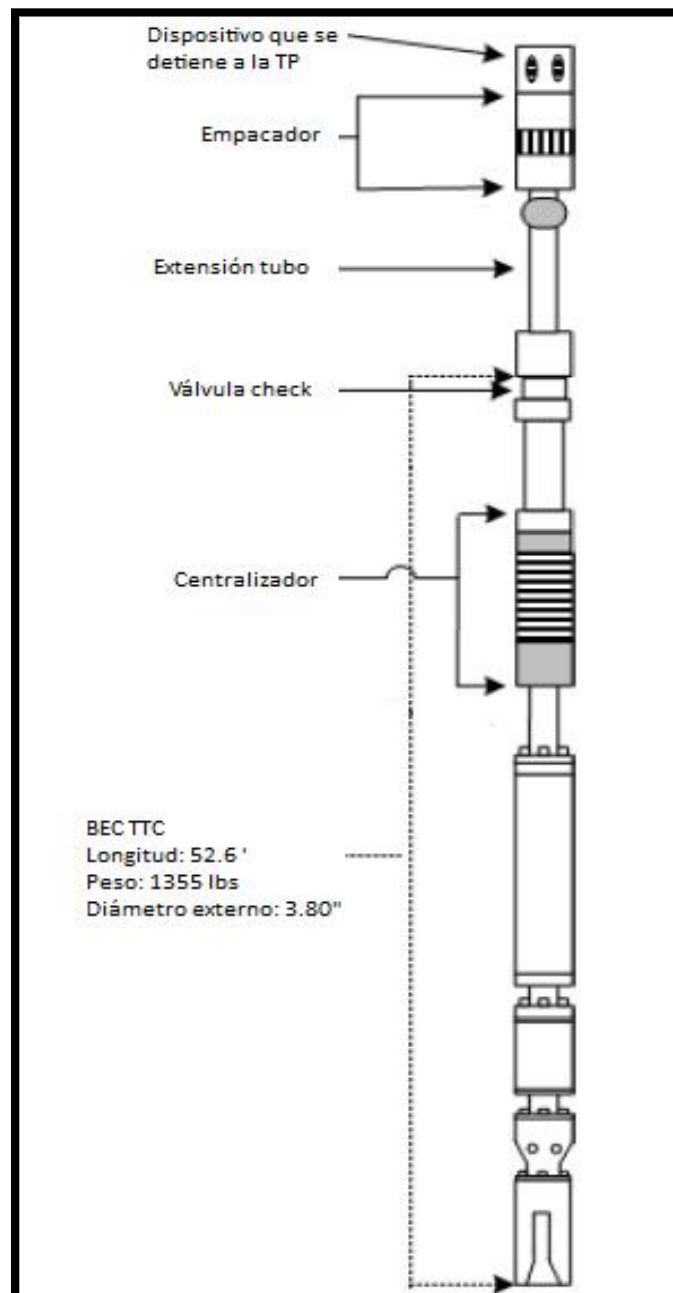 Dispositivo que se
detiene a la TP
Empacador
Extensión tubo
Válvula check
Centralizador
BEC TTC
Longitud: 52.6 '
Peso: 1355 lbs
Diámetro externo: 3.80"